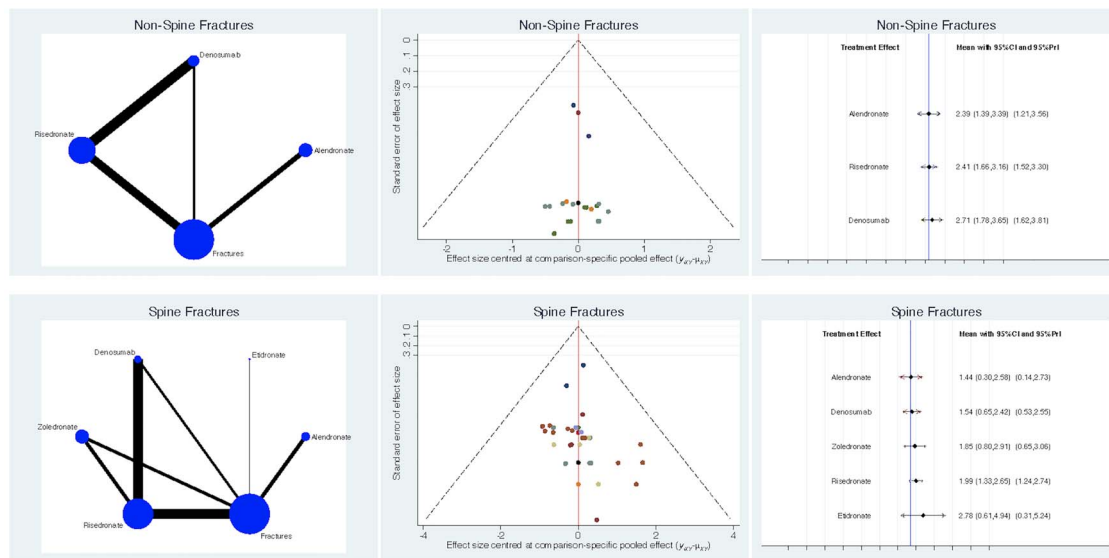 Non-Spine Fractures
Denosumab
Risedronate
Alendronate
Fractures
Non-Spine Fractures
Standard error of effect size
0
1
2
3
-2
-1
0
1
2
Effect size centred at comparison-specific pooled effect (yᵢXY-μXY)
Non-Spine Fractures
Treatment Effect Mean with 95%CI and 95%PrI
Alendronate 2.39 (1.39,3.39) (1.21,3.56)
Risedronate 2.41 (1.66,3.16) (1.52,3.30)
Denosumab 2.71 (1.78,3.65) (1.62,3.81)
Spine Fractures
Denosumab
Etidronate
Zoledronate
Alendronate
Risedronate
Fractures
Spine Fractures
Standard error of effect size
0
1
2
3
-4
-2
0
2
4
Effect size centred at comparison-specific pooled effect (yᵢXY-μXY)
Spine Fractures
Treatment Effect Mean with 95%CI and 95%PrI
Alendronate 1.44 (0.30,2.58) (0.14,2.73)
Denosumab 1.54 (0.65,2.42) (0.53,2.55)
Zoledronate 1.85 (0.80,2.91) (0.65,3.06)
Risedronate 1.99 (1.33,2.65) (1.24,2.74)
Etidronate 2.78 (0.61,4.94) (0.31,5.24)